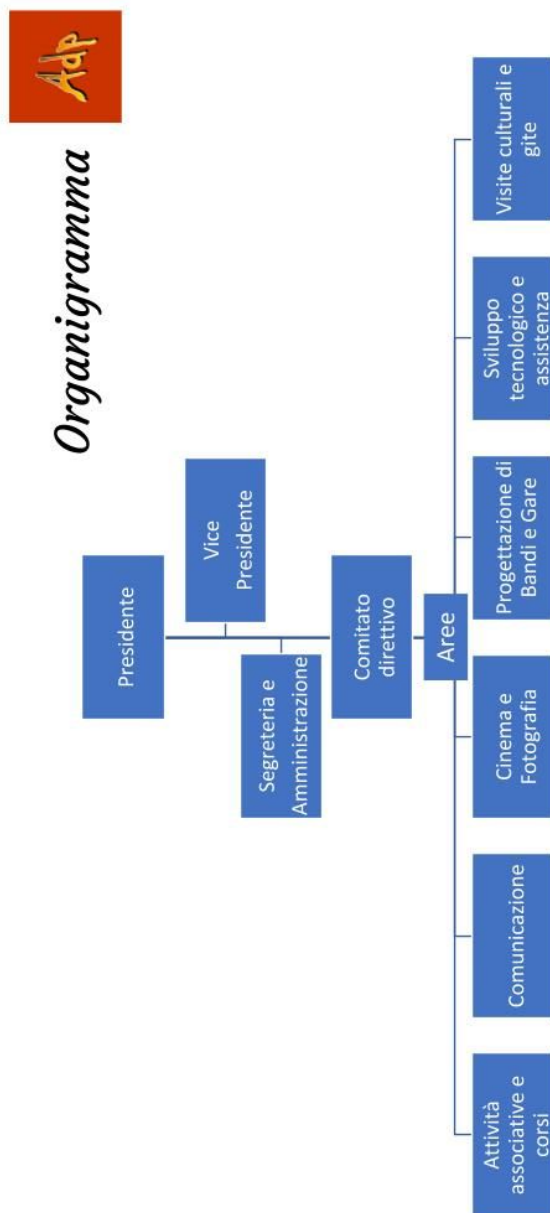 Adp
Organigramma
Presidente
Vice
Presidente
Segreteria e
Amministrazione
Comitato
direttivo
Aree
Attività
associative e
corsi
Comunicazione
Cinema e
Fotografia
Progettazione di
Bandi e Gare
Sviluppo
tecnologico e
assistenza
Visite culturali e
gite